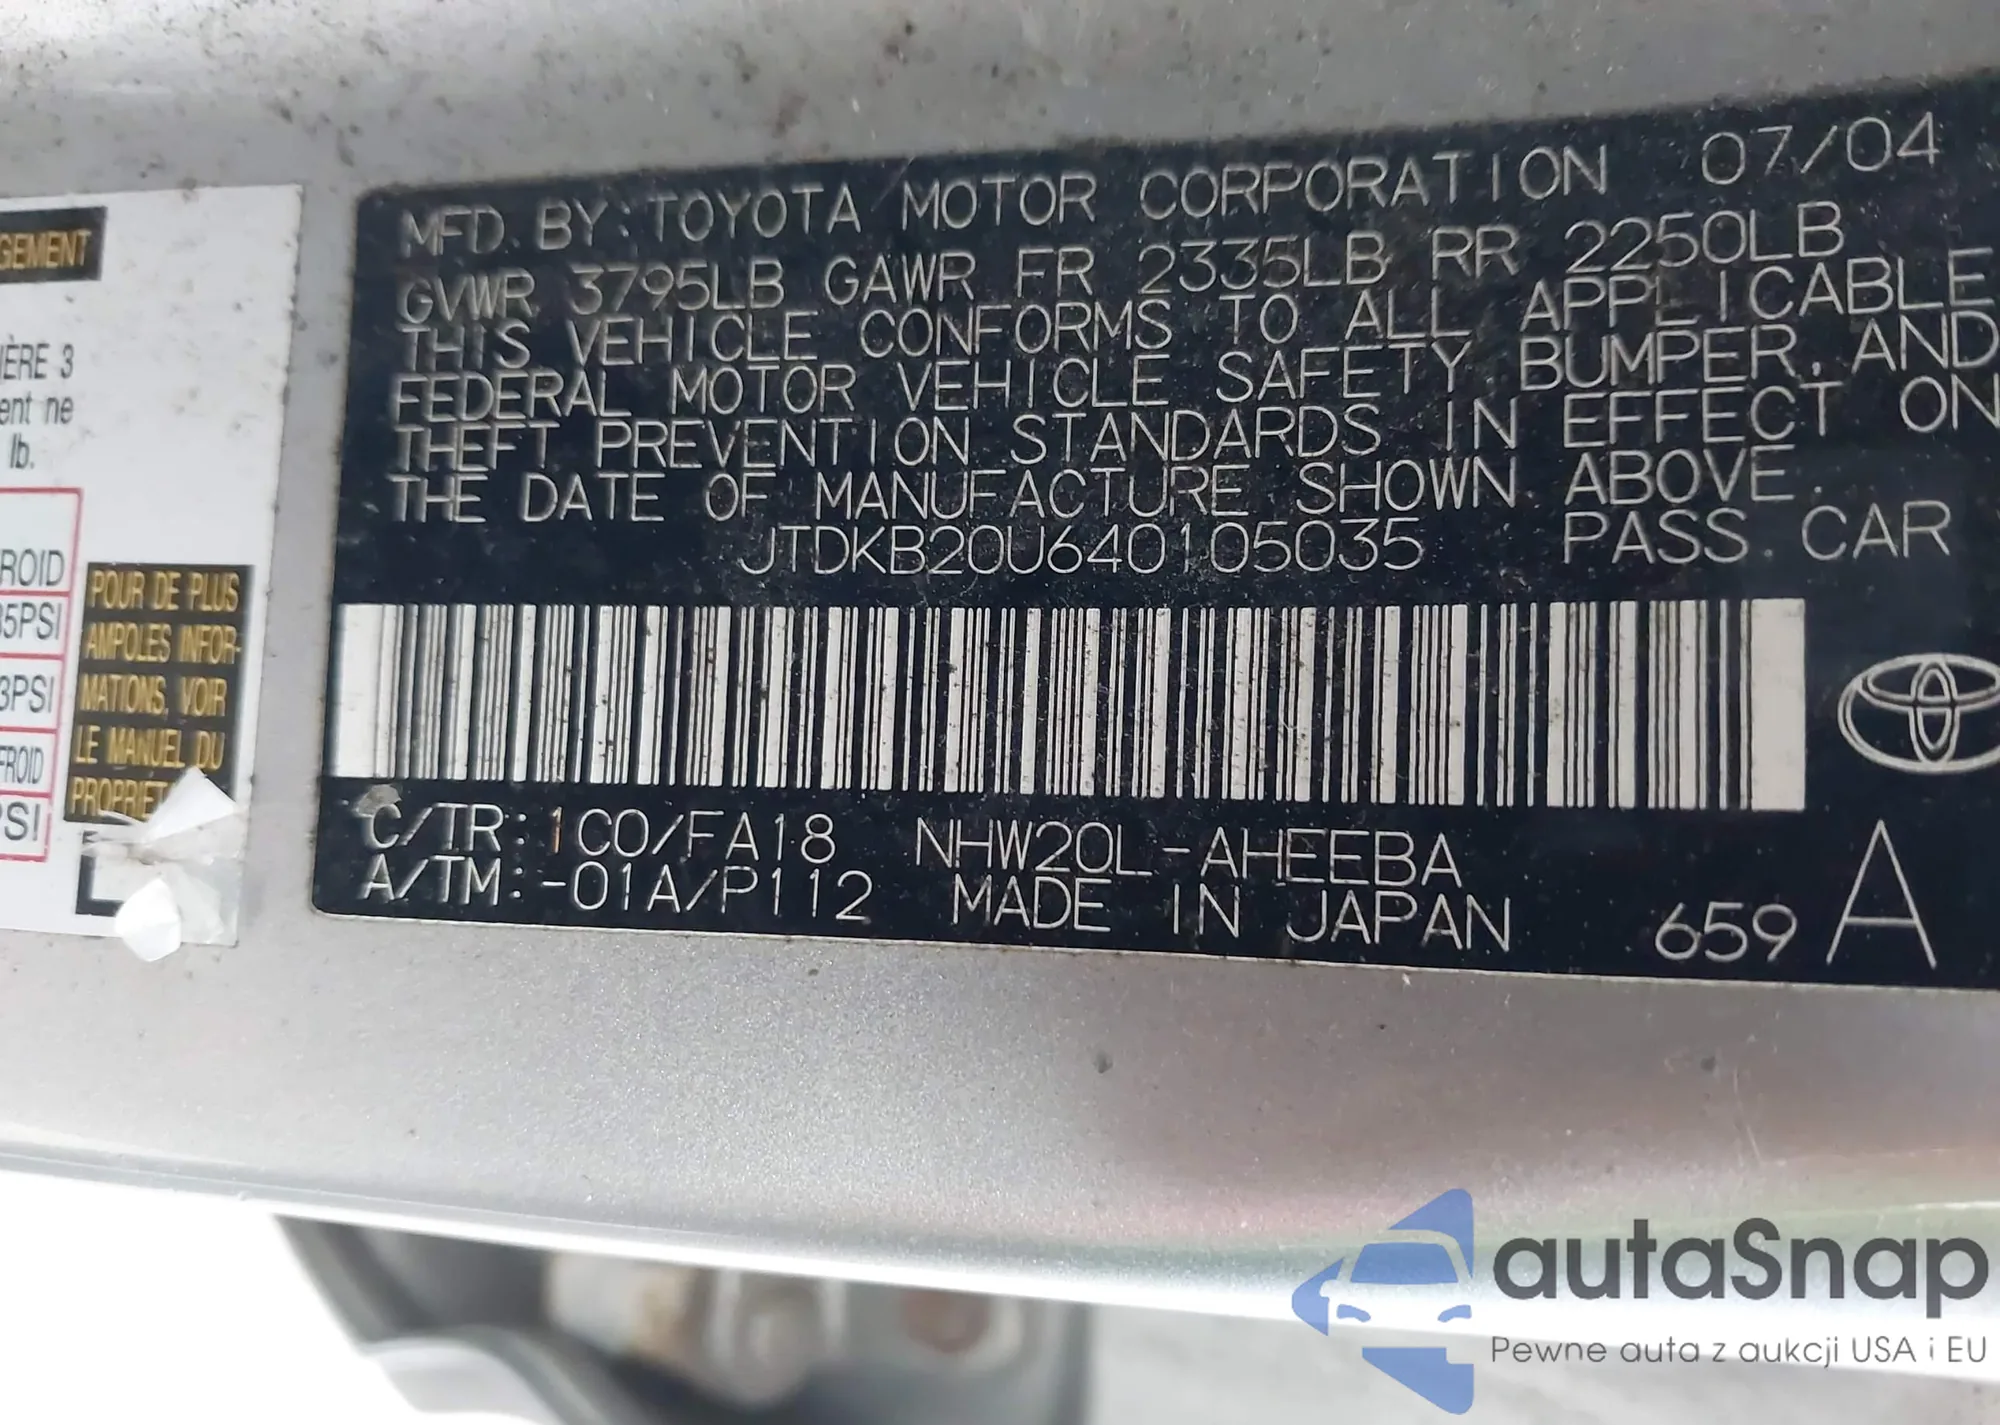 GEMENT
IÈRE 3
ent ne
lb.
ROID
35PSI
3PSI
FROID
PSI
POUR DE PLUS
AMPOLES INFOR-
MATIONS, VOIR
LE MANUEL DU
PROPRIET
MFD. BY: TOYOTA MOTOR CORPORATION 07/04
GVWR 3795LB GAWR FR 2335LB RR 2250LB
THIS VEHICLE CONFORMS TO ALL APPLICABLE
FEDERAL MOTOR VEHICLE SAFETY, BUMPER, AND
THEFT PREVENTION STANDARDS IN EFFECT ON
THE DATE OF MANUFACTURE SHOWN ABOVE.
JTDKB20U640105035 PASS. CAR
C/TR: 1C0/FA18 NHW20L-AHEEBA
A/TM: -01A/P112 MADE IN JAPAN 659 A
autaSnap
Pewne auta z aukcji USA i EU